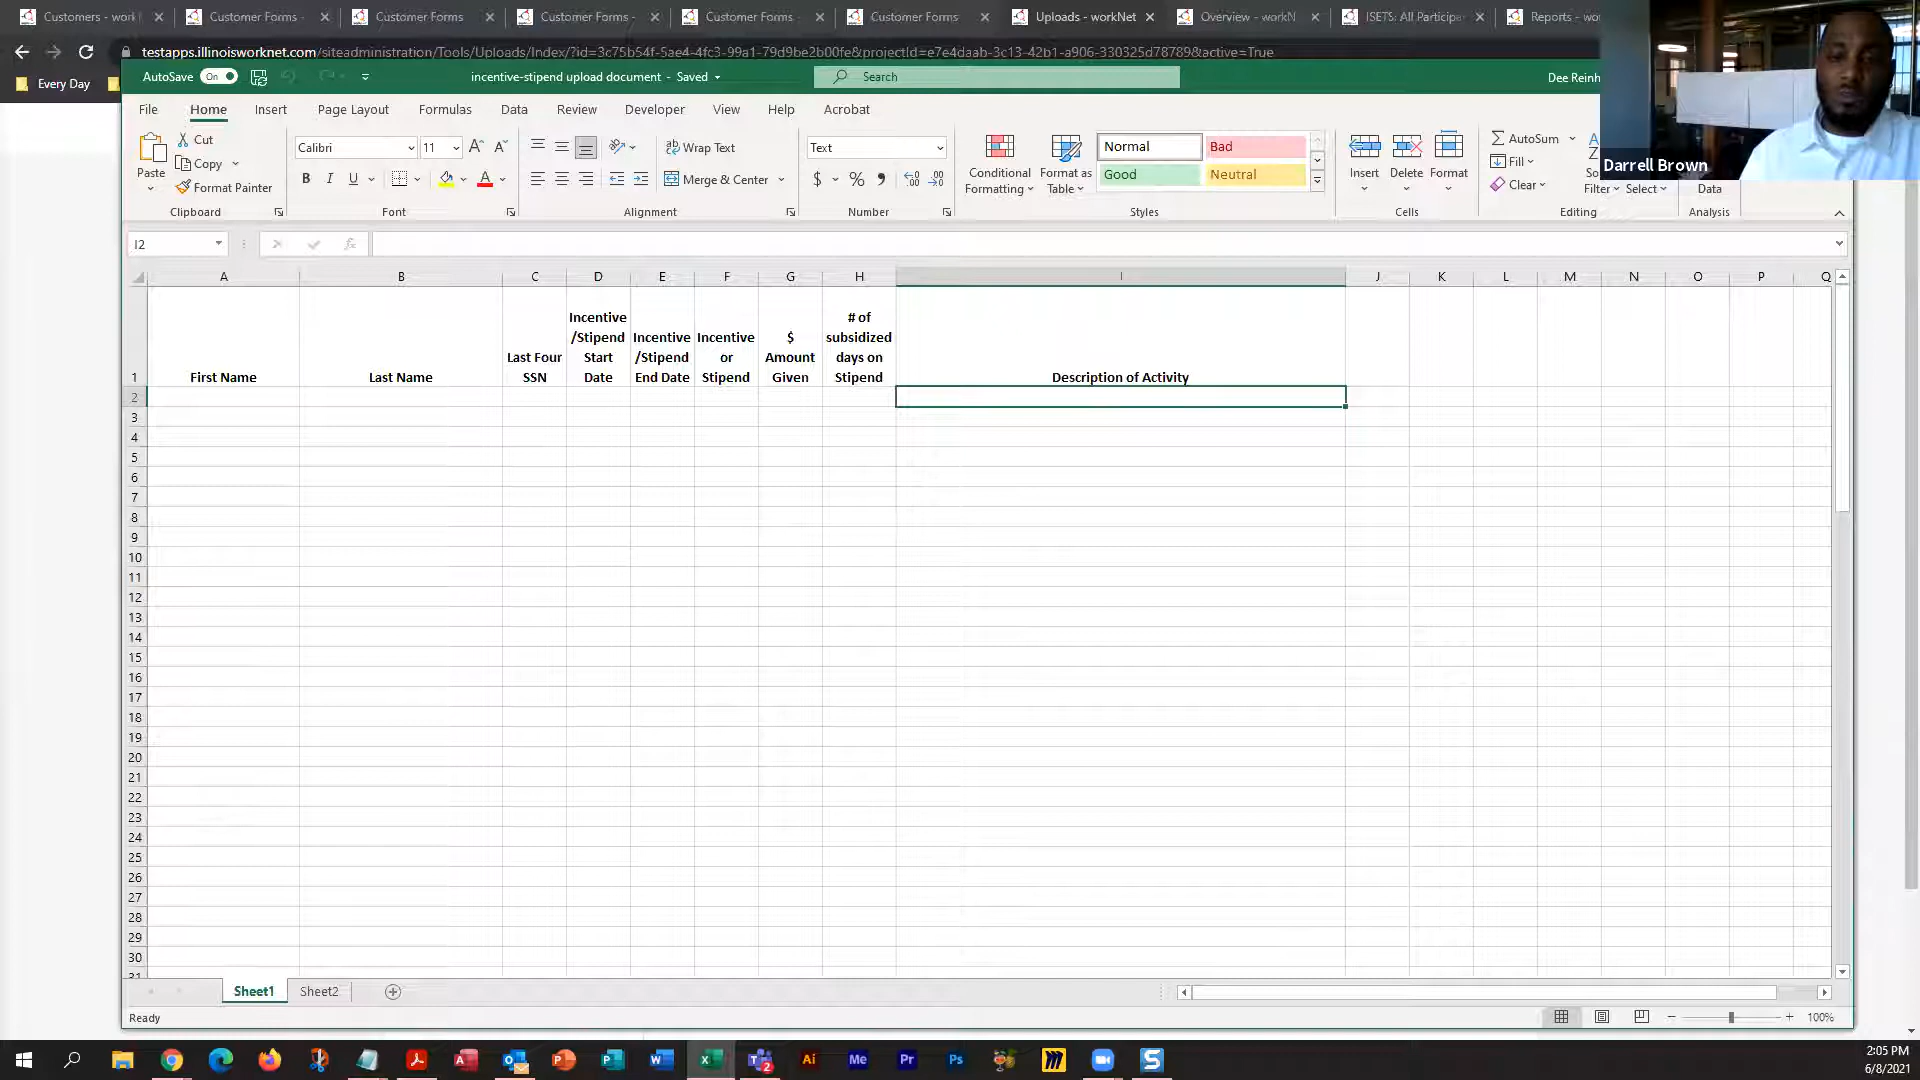 Customers - workN
Customer Forms -
Customer Forms
Customer Forms -
Customer Forms
Customer Forms
Uploads - workNet
Overview - workN
ISETS: All Participa
Reports - wo
testapps.illinoisworknet.com/siteadministration/Tools/Uploads/Index/?id=3c75b54f-5ae4-4fc3-99a1-79d9be2b00fe&projectId=e7e4daab-3c13-42b1-a906-330325d78789&active=True
Every Day
AutoSave On
incentive-stipend upload document - Saved
Search
Dee Reinh
File Home Insert Page Layout Formulas Data Review Developer View Help Acrobat
Paste
Cut
Copy
Format Painter
Clipboard
Calibri 11
B I U
Font
Wrap Text
Merge & Center
Alignment
Text
$ %
Number
Conditional
Formatting
Format as
Table
Normal Bad
Good Neutral
Styles
Insert Delete Format
Cells
AutoSum
Fill
Clear
Filter Select
Editing
Data
Analysis
Darrell Brown
I2
fx
A B C D E F G H I J K L M N O P Q
1
First Name
Last Name
Last Four
SSN
Incentive
/Stipend
Start
Date
Incentive
/Stipend
End Date
Incentive
or
Stipend
$
Amount
Given
# of
subsidized
days on
Stipend
Description of Activity
2
3
4
5
6
7
8
9
10
11
12
13
14
15
16
17
18
19
20
21
22
23
24
25
26
27
28
29
30
31
Sheet1 Sheet2
Ready
100%
Ai Me Pr Ps
2:05 PM
6/8/2021